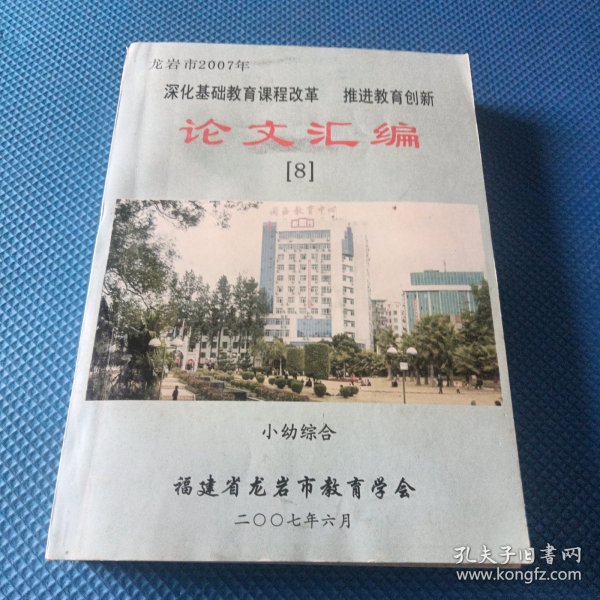 龙岩市2007年
深化基础教育课程改革 推进教育创新
论文汇编
[8]
小幼综合
福建省龙岩市教育学会
二〇〇七年六月
孔夫子旧书网
www.kongfz.com